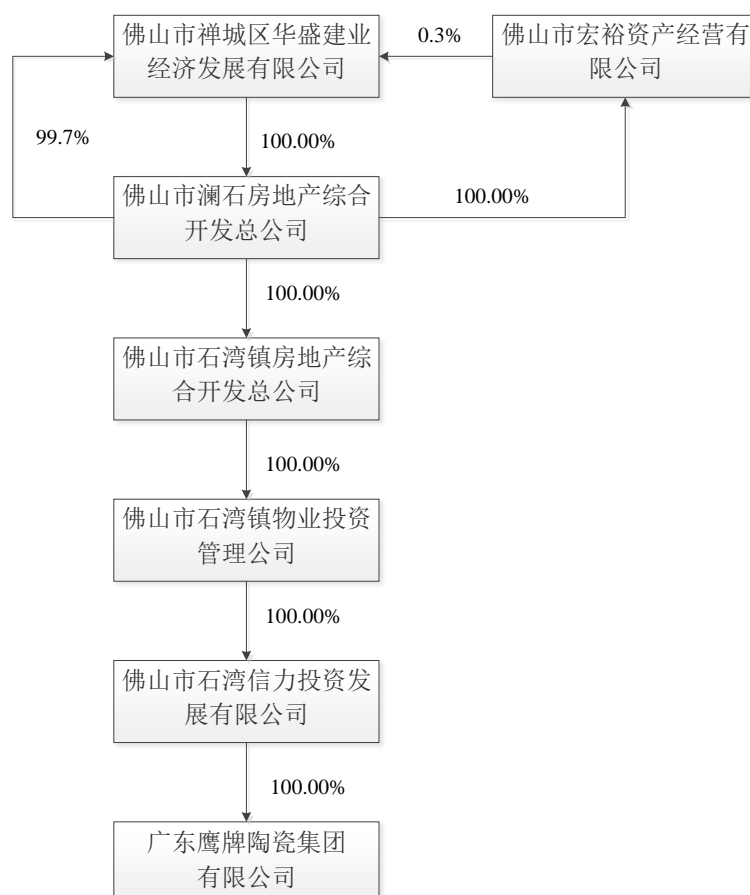 佛山市禅城区华盛建业
经济发展有限公司
0.3%
佛山市宏裕资产经营有
限公司
99.7%
100.00%
佛山市澜石房地产综合
开发总公司
100.00%
100.00%
佛山市石湾镇房地产综
合开发总公司
100.00%
佛山市石湾镇物业投资
管理公司
100.00%
佛山市石湾信力投资发
展有限公司
100.00%
广东鹰牌陶瓷集团
有限公司